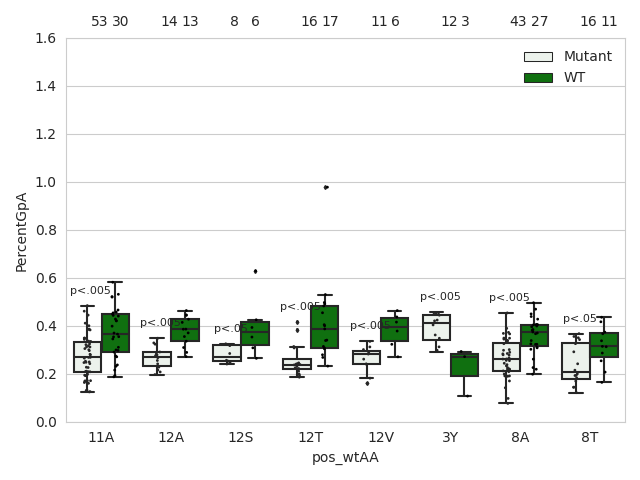 53 30 14 13 8 6 16 17 11 6 12 3 43 27 16 11
1.6
Mutant
WT
1.4
1.2
1.0
0.8
0.6
0.4
0.2
0.0
PercentGpA
p<.005
p<.005
p<.05
p<.005
p<.005
p<.005
p<.005
p<.05
11A 12A 12S 12T 12V 3Y 8A 8T
pos_wtAA